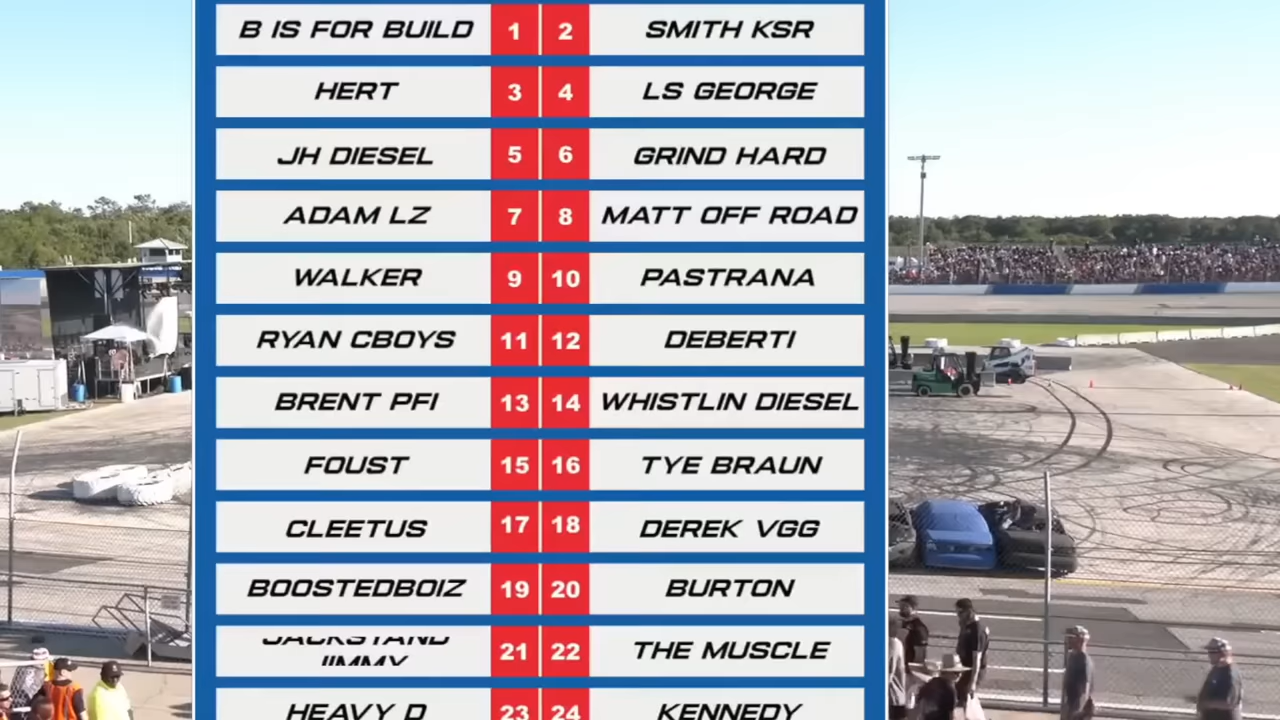 B IS FOR BUILD 1 2 SMITH KSR
HERT 3 4 LS GEORGE
JH DIESEL 5 6 GRIND HARD
ADAM LZ 7 8 MATT OFF ROAD
WALKER 9 10 PASTRANA
RYAN CBOYS 11 12 DEBERTI
BRENT PFI 13 14 WHISTLIN DIESEL
FOUST 15 16 TYE BRAUN
CLEETUS 17 18 DEREK VGG
BOOSTEDBOIZ 19 20 BURTON
JACKSTAND
JIMMY 21 22 THE MUSCLE
HEAVY D 23 24 KENNEDY